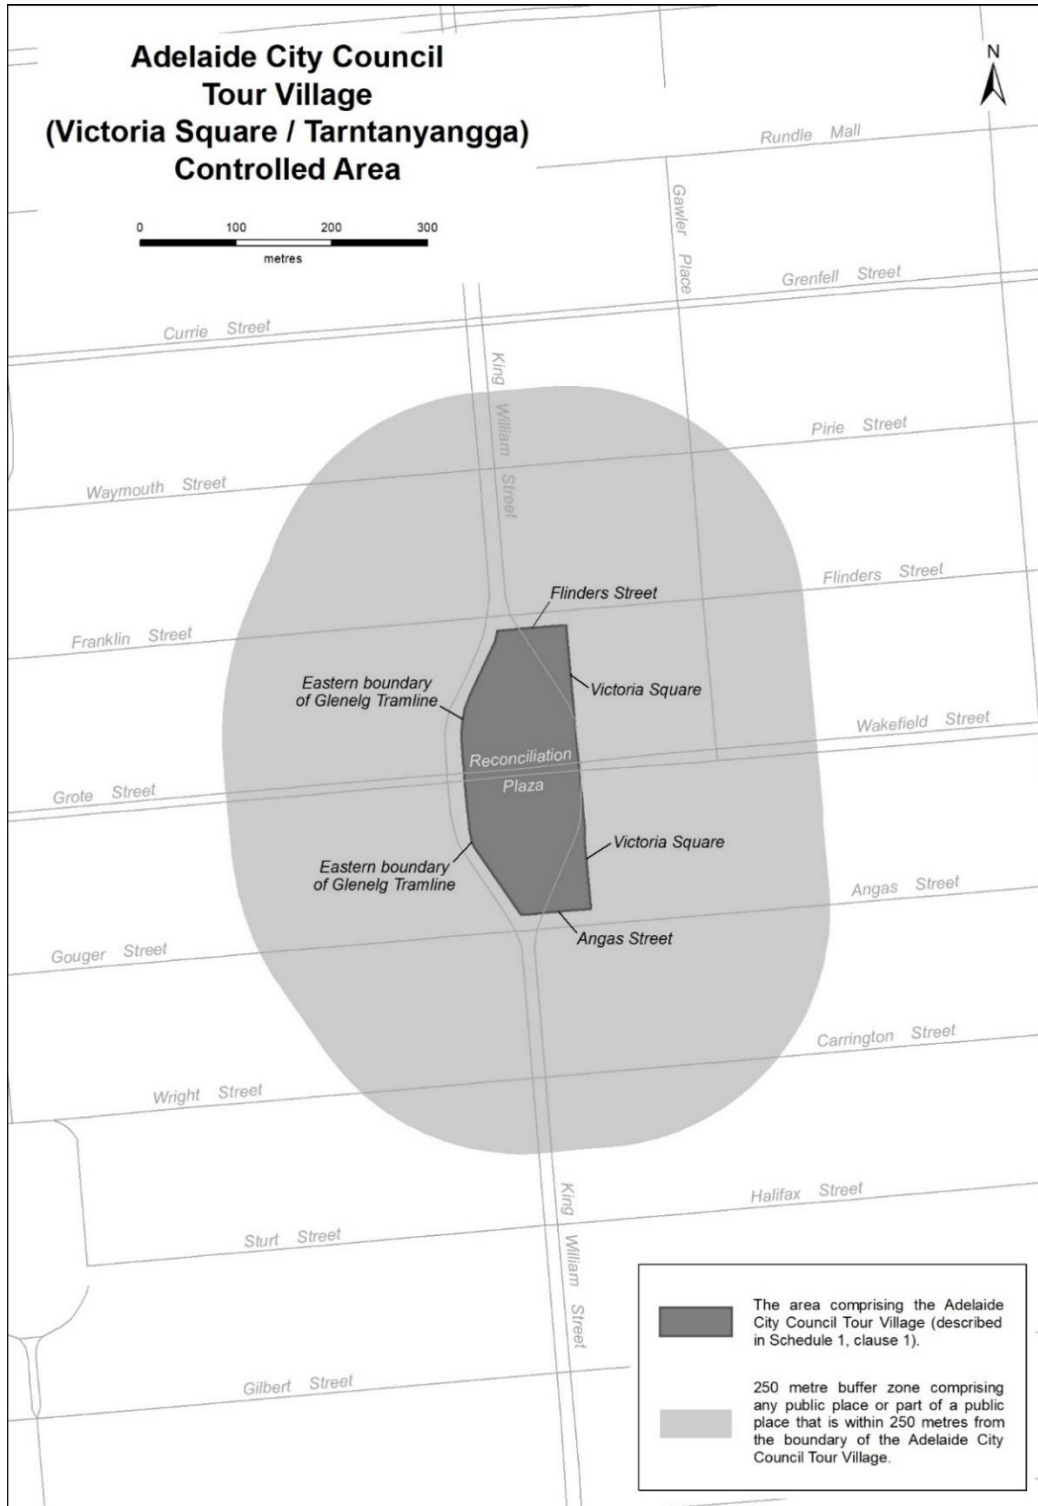 Adelaide City Council
Tour Village
(Victoria Square / Tarntanyangga)
Controlled Area
N
0 100 200 300
metres
Rundle Mall
Gawler Place
Grenfell Street
Currie Street
King William Street
Pirie Street
Waymouth Street
Flinders Street
Flinders Street
Franklin Street
Eastern boundary
of Glenelg Tramline
Victoria Square
Wakefield Street
Reconciliation
Plaza
Grote Street
Victoria Square
Eastern boundary
of Glenelg Tramline
Angas Street
Angas Street
Gouger Street
Carrington Street
Wright Street
King William Street
Halifax Street
Sturt Street
Gilbert Street
The area comprising the Adelaide
City Council Tour Village (described
in Schedule 1, clause 1).
250 metre buffer zone comprising
any public place or part of a public
place that is within 250 metres from
the boundary of the Adelaide City
Council Tour Village.